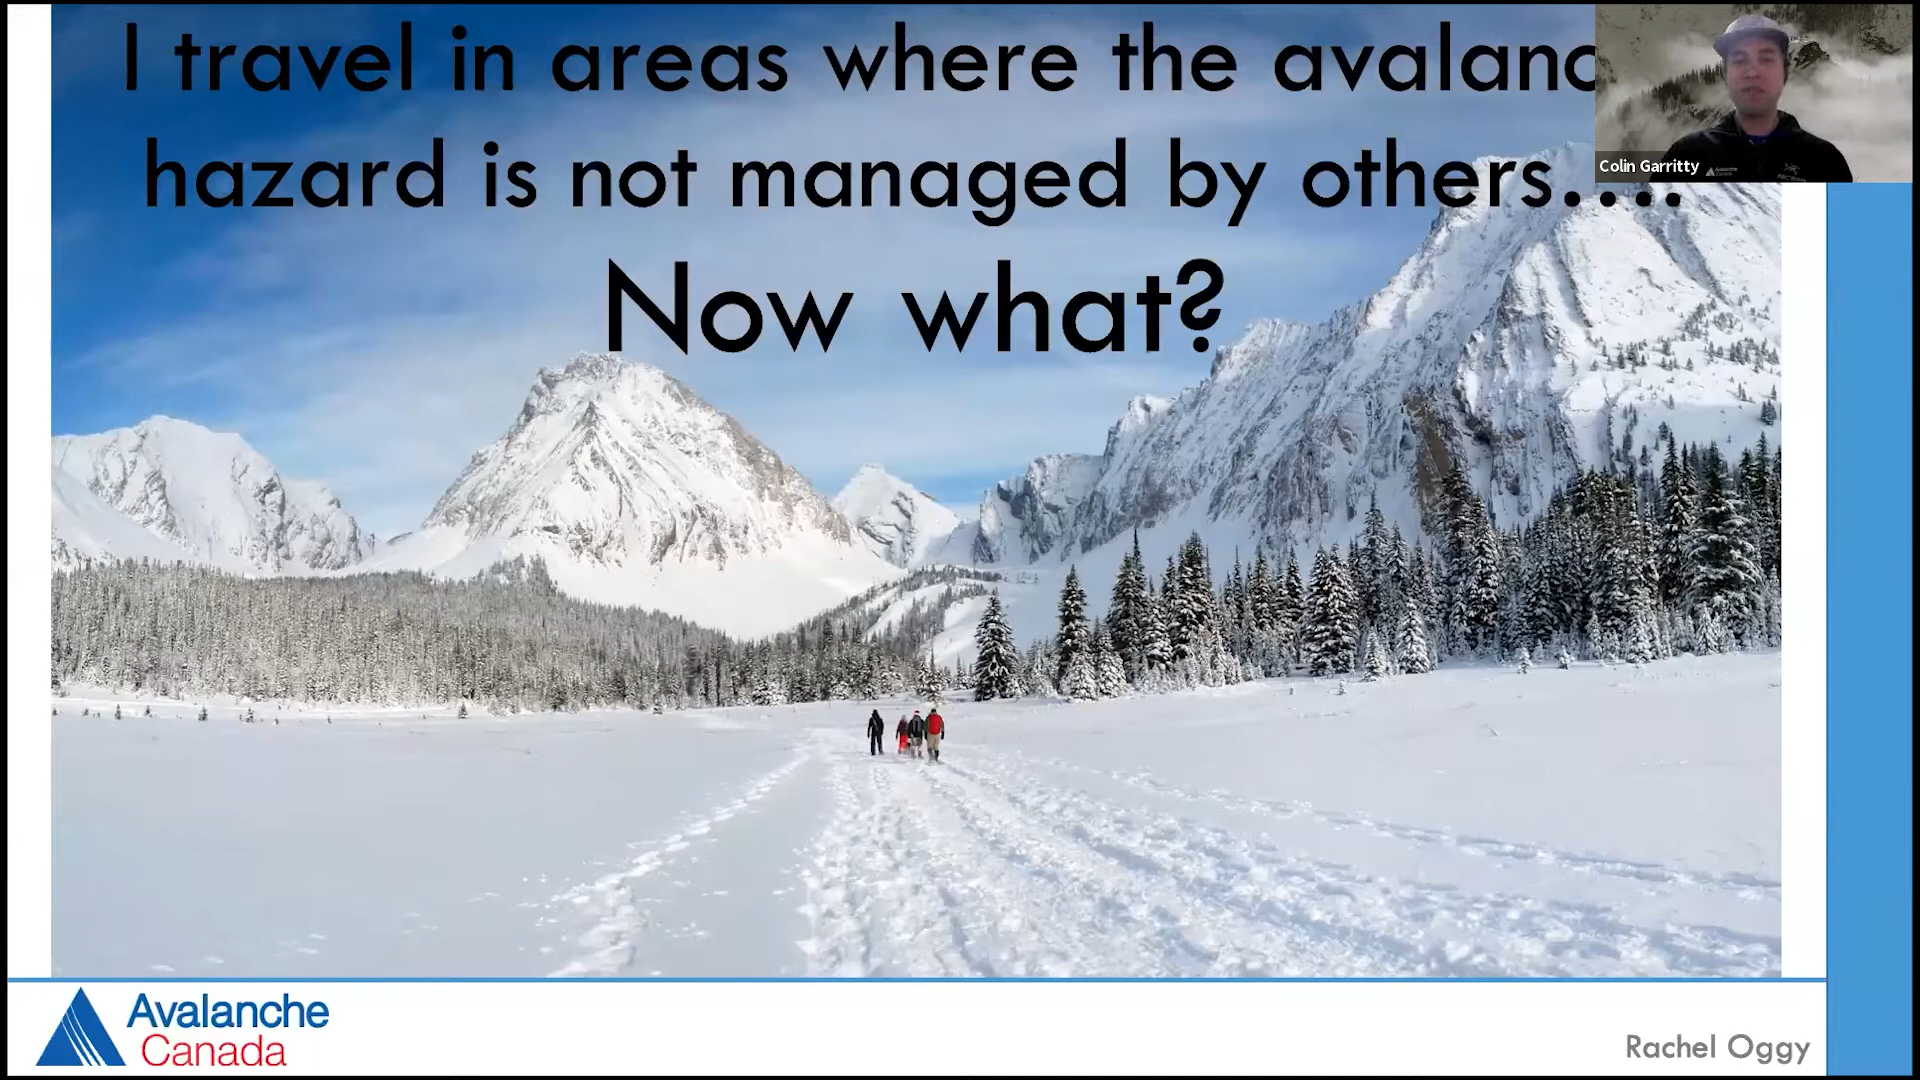 I travel in areas where the avalanc
hazard is not managed by others....
Now what?
Colin Garritty
Avalanche
Canada
Rachel Oggy